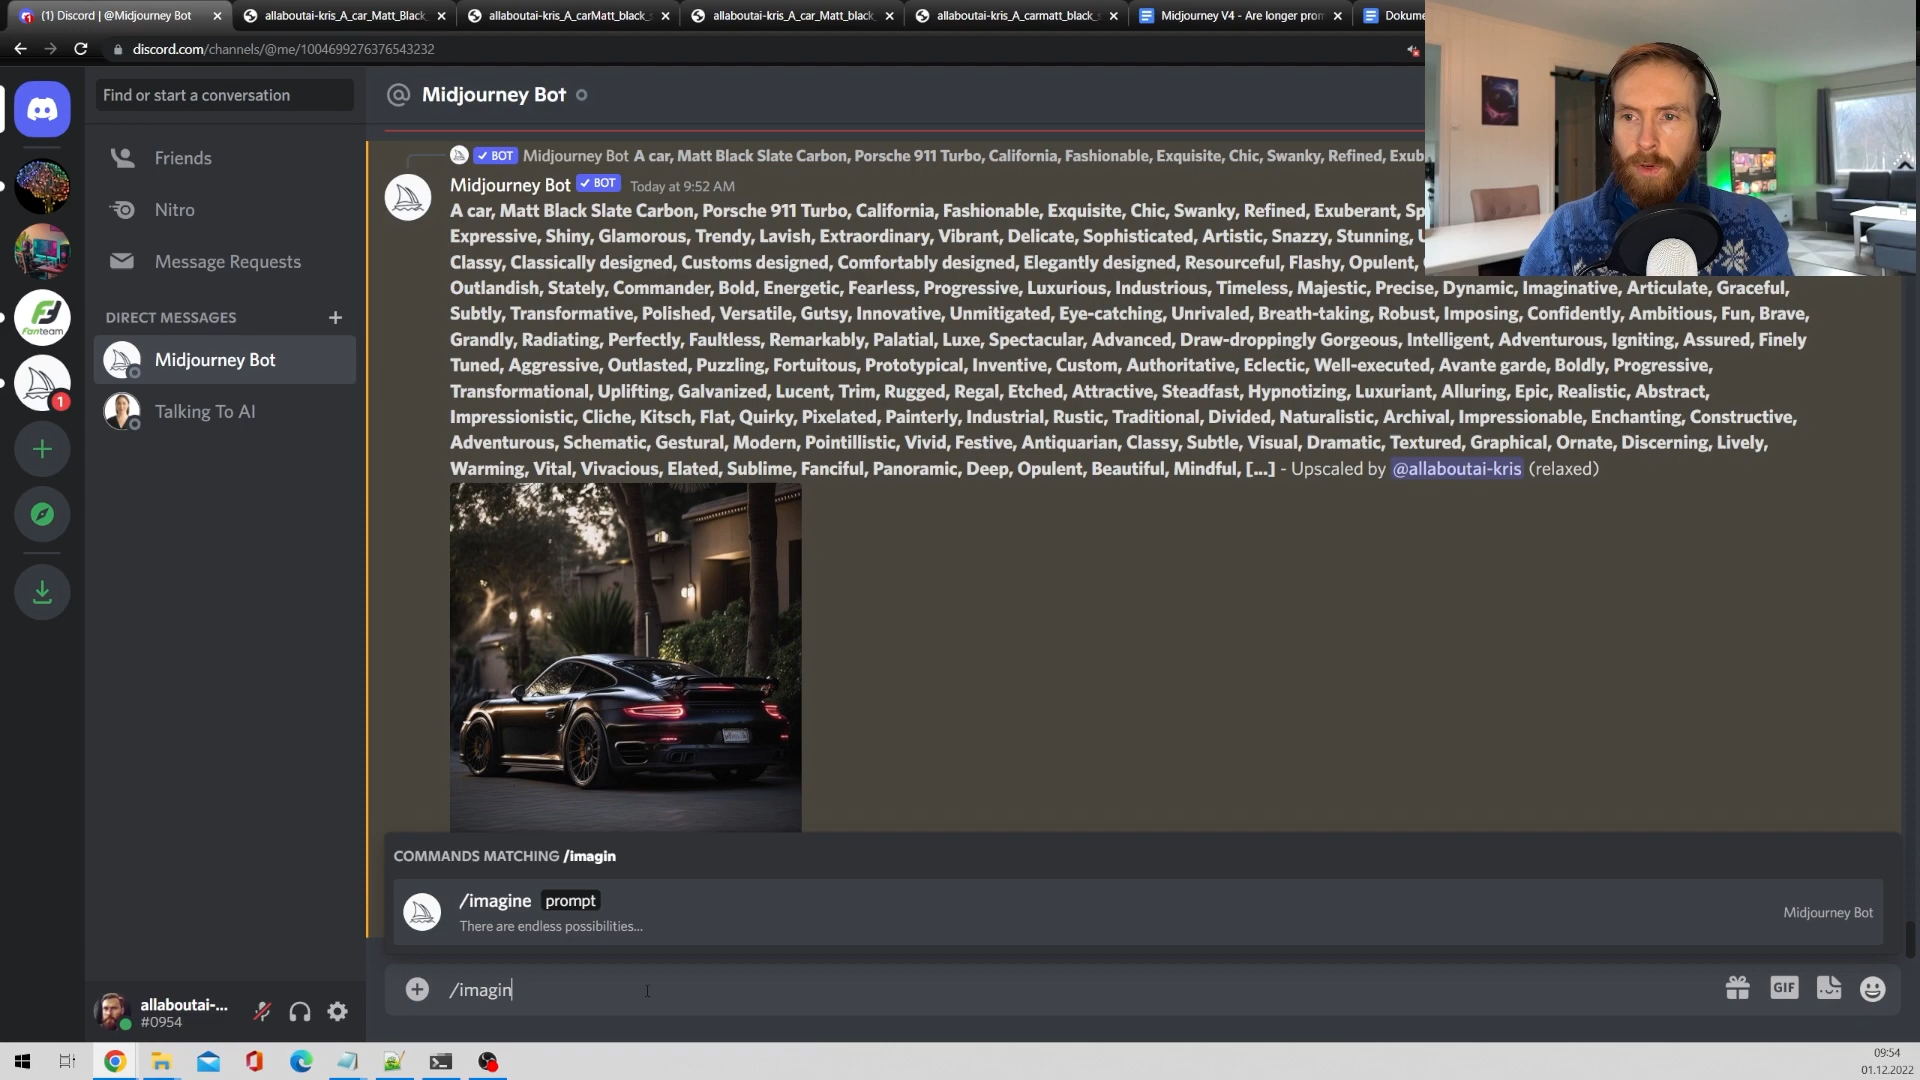 (1) Discord | @Midjourney Bot
allaboutai-kris_A_car_Matt_Black_
allaboutai-kris_A_carMatt_black_s
allaboutai-kris_A_car_Matt_black_
allaboutai-kris_A_carmatt_black_s
Midjourney V4 - Are longer pron
Dokume
discord.com/channels/@me/1004699276376543232
Find or start a conversation
Friends
Nitro
Message Requests
DIRECT MESSAGES
Midjourney Bot
Talking To AI
Fanteam
1
Midjourney Bot
BOT Midjourney Bot A car, Matt Black Slate Carbon, Porsche 911 Turbo, California, Fashionable, Exquisite, Chic, Swanky, Refined, Exub
Midjourney Bot BOT Today at 9:52 AM
A car, Matt Black Slate Carbon, Porsche 911 Turbo, California, Fashionable, Exquisite, Chic, Swanky, Refined, Exuberant, Sp
Expressive, Shiny, Glamorous, Trendy, Lavish, Extraordinary, Vibrant, Delicate, Sophisticated, Artistic, Snazzy, Stunning, U
Classy, Classically designed, Customs designed, Comfortably designed, Elegantly designed, Resourceful, Flashy, Opulent,
Outlandish, Stately, Commander, Bold, Energetic, Fearless, Progressive, Luxurious, Industrious, Timeless, Majestic, Precise, Dynamic, Imaginative, Articulate, Graceful,
Subtly, Transformative, Polished, Versatile, Gutsy, Innovative, Unmitigated, Eye-catching, Unrivaled, Breath-taking, Robust, Imposing, Confidently, Ambitious, Fun, Brave,
Grandly, Radiating, Perfectly, Faultless, Remarkably, Palatial, Luxe, Spectacular, Advanced, Draw-droppingly Gorgeous, Intelligent, Adventurous, Igniting, Assured, Finely
Tuned, Aggressive, Outlasted, Puzzling, Fortuitous, Prototypical, Inventive, Custom, Authoritative, Eclectic, Well-executed, Avante garde, Boldly, Progressive,
Transformational, Uplifting, Galvanized, Lucent, Trim, Rugged, Regal, Etched, Attractive, Steadfast, Hypnotizing, Luxuriant, Alluring, Epic, Realistic, Abstract,
Impressionistic, Cliche, Kitsch, Flat, Quirky, Pixelated, Painterly, Industrial, Rustic, Traditional, Divided, Naturalistic, Archival, Impressionable, Enchanting, Constructive,
Adventurous, Schematic, Gestural, Modern, Pointillistic, Vivid, Festive, Antiquarian, Classy, Subtle, Visual, Dramatic, Textured, Graphical, Ornate, Discerning, Lively,
Warming, Vital, Vivacious, Elated, Sublime, Fanciful, Panoramic, Deep, Opulent, Beautiful, Mindful, [...] - Upscaled by @allaboutai-kris (relaxed)
COMMANDS MATCHING /imagin
/imagine prompt
There are endless possibilities...
Midjourney Bot
/imagin
GIF
allaboutai-...
#0954
09:54
01.12.2022